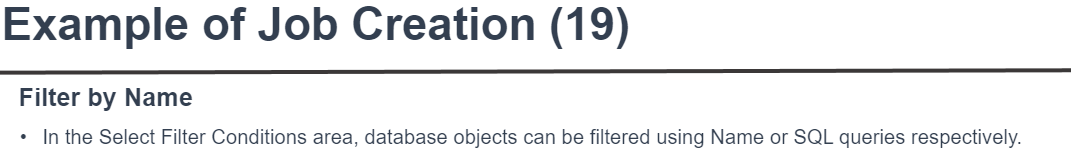 Example of Job Creation (19)
Filter by Name
• In the Select Filter Conditions area, database objects can be filtered using Name or SQL queries respectively.